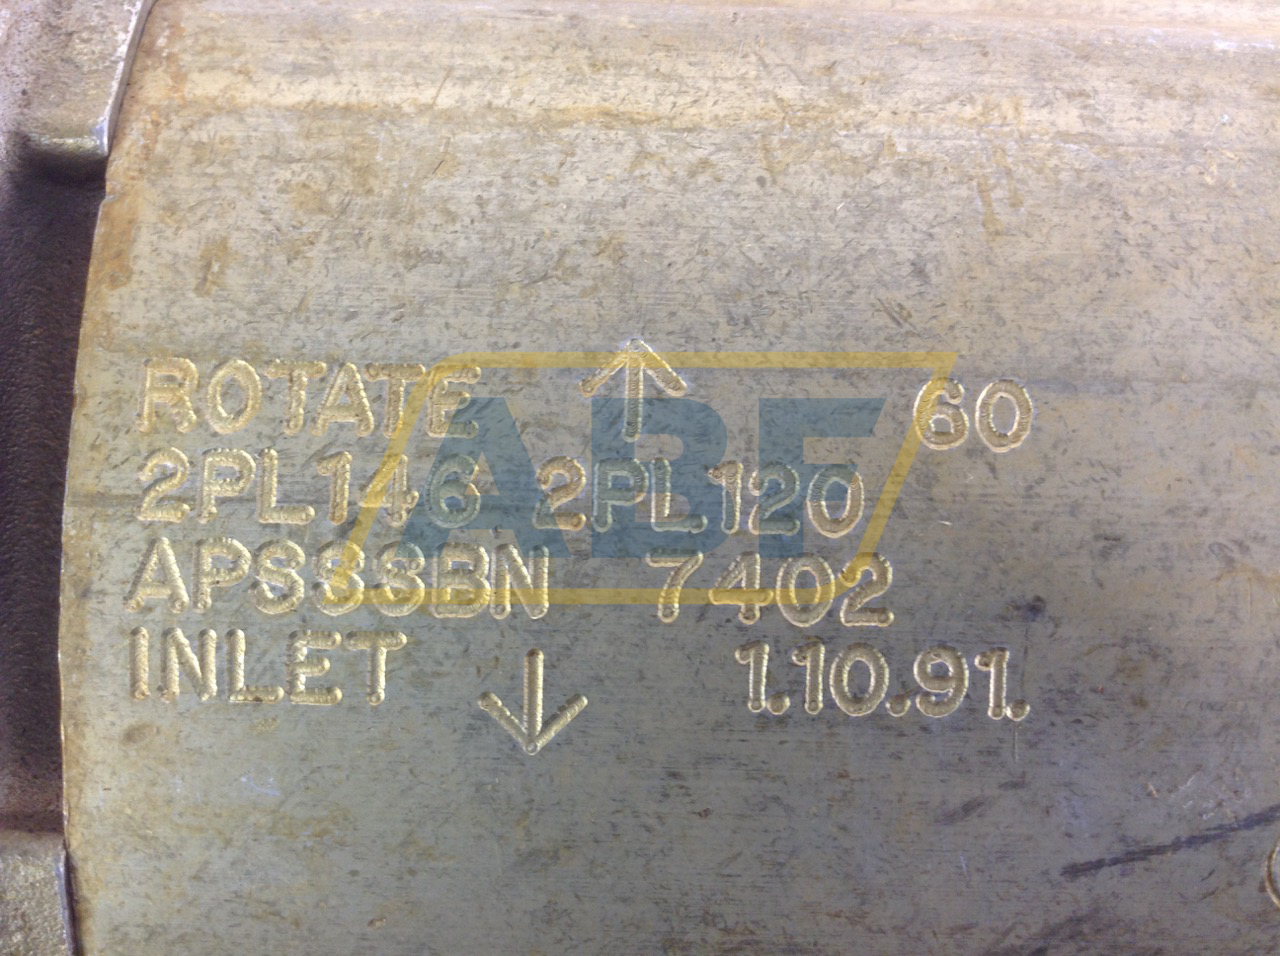 ROTATE ↑ 60
2PL146 2PL120
APS33BN 7402
INLET ↓ 1.10.91.
ABF